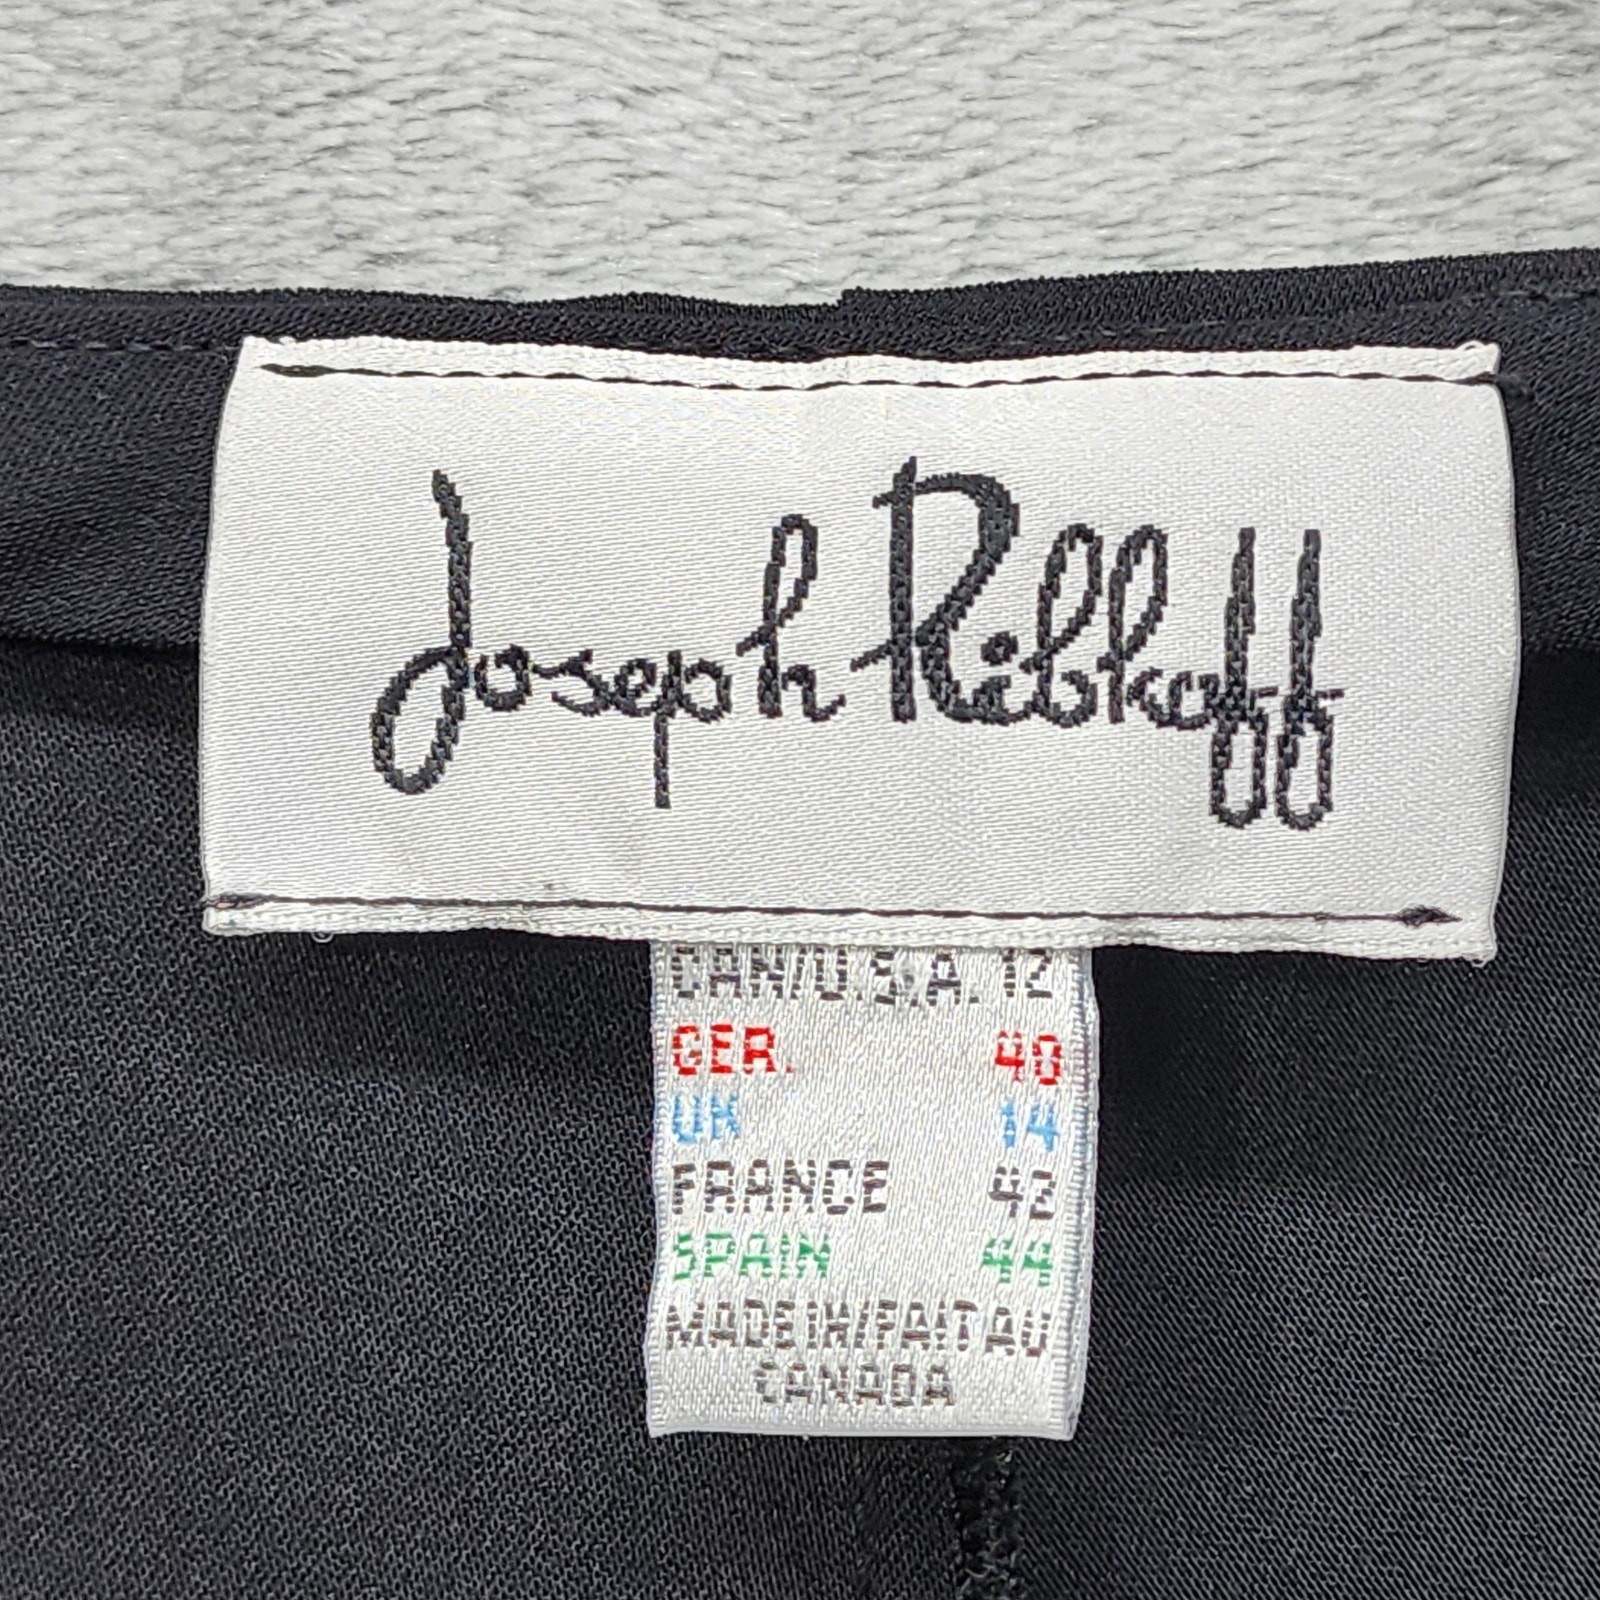 Joseph Ribkoff
CAN/U.S.A. 12
GER. 40
UK 14
FRANCE 42
SPAIN 44
MADE IN/FAIT AU
CANADA